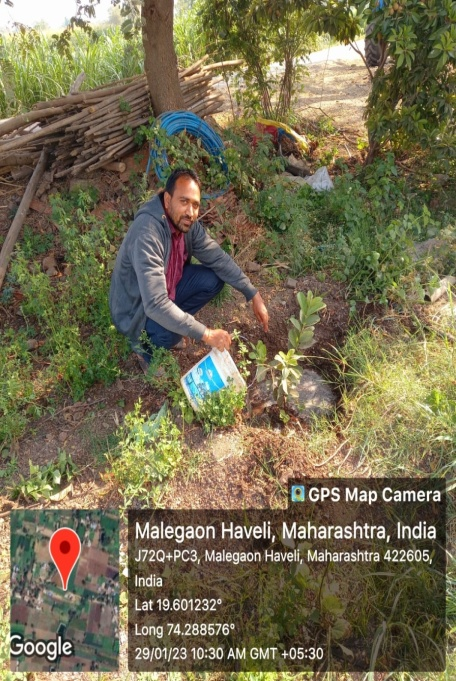 GPS Map Camera
Malegaon Haveli, Maharashtra, India
J72Q+PC3, Malegaon Haveli, Maharashtra 422605,
India
Lat 19.601232°
Long 74.288576°
29/01/23 10:30 AM GMT +05:30
Google